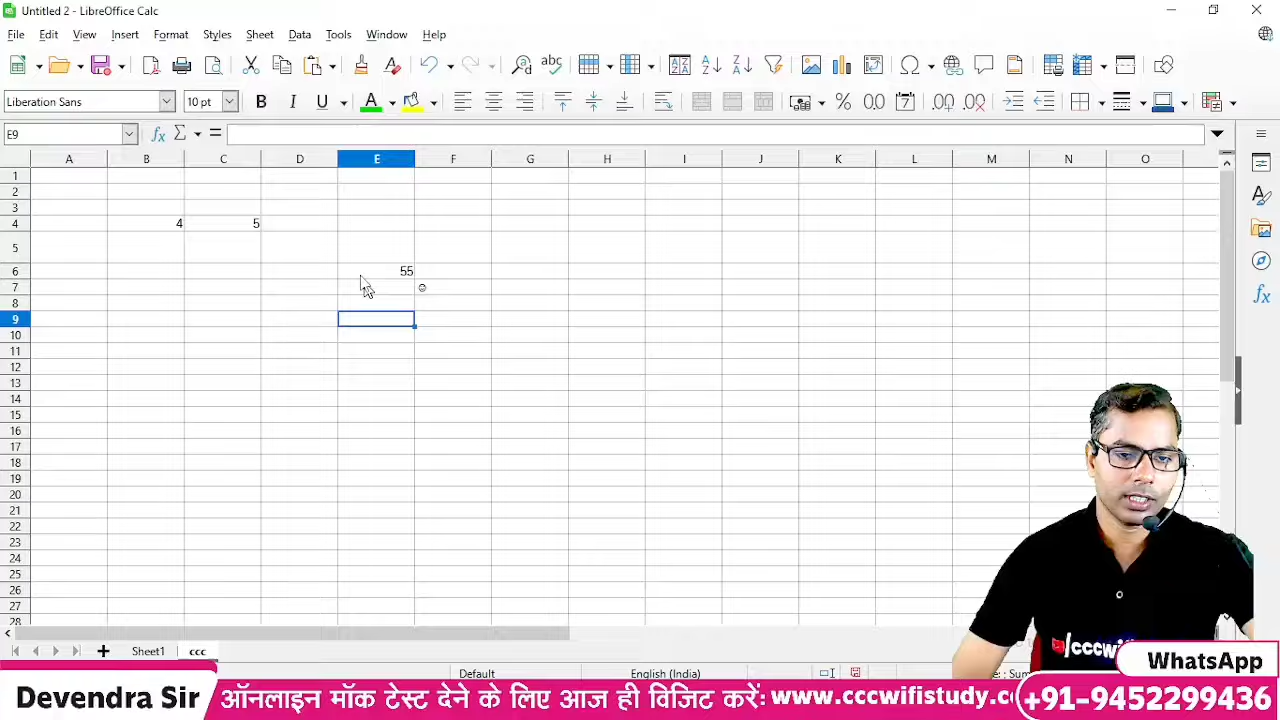 Untitled 2 - LibreOffice Calc
File Edit View Insert Format Styles Sheet Data Tools Window Help
Liberation Sans 10 pt
E9
A B C D E F G H I J K L M N O
1
2
3
4 4 5
5
6 55
7 ☺
8
9
10
11
12
13
14
15
16
17
18
19
20
21
22
23
24
25
26
27
28
Sheet1 ccc
Default English (India)
WhatsApp
Devendra Sir ऑनलाइन मॉक टेस्ट देने के लिए आज ही विजिट करें: www.cccwifistudy.co +91-9452299436